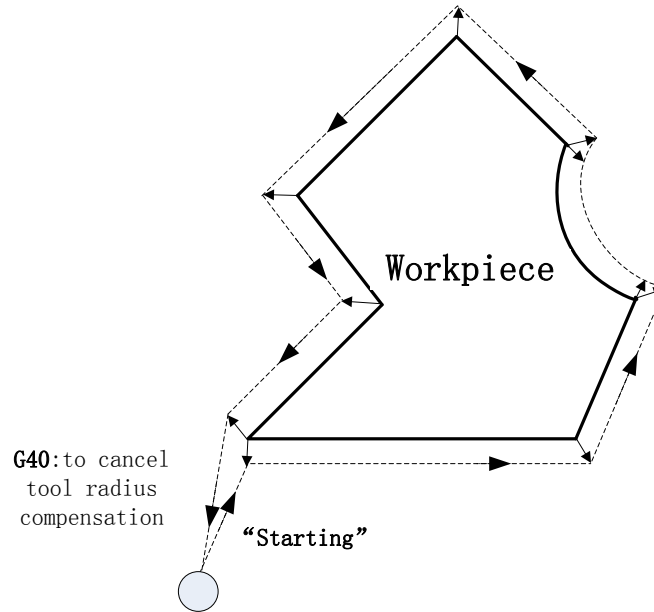 Workpiece
G40:to cancel
tool radius
compensation
“Starting”